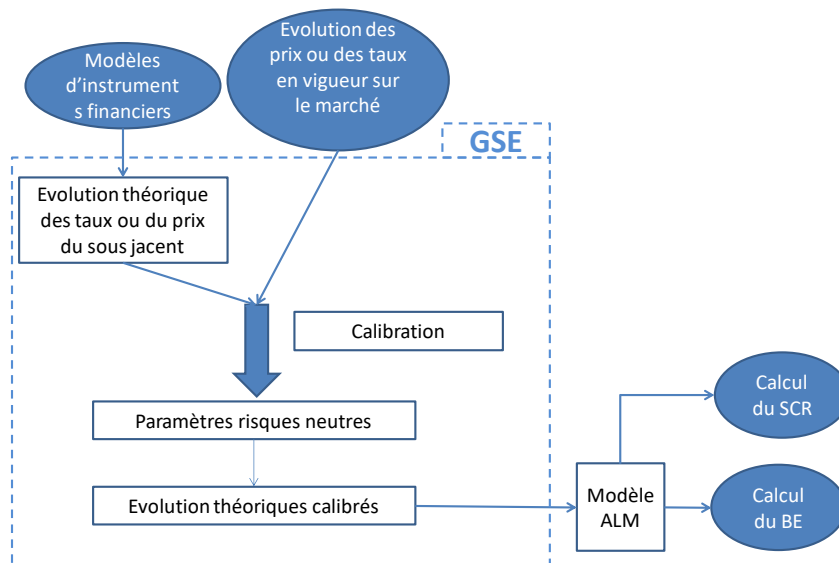 Modèles
d'instrument
s financiers
Evolution des
prix ou des taux
en vigueur sur
le marché
GSE
Evolution théorique
des taux ou du prix
du sous jacent
Calibration
Paramètres risques neutres
Evolution théoriques calibrés
Modèle
ALM
Calcul
du SCR
Calcul
du BE